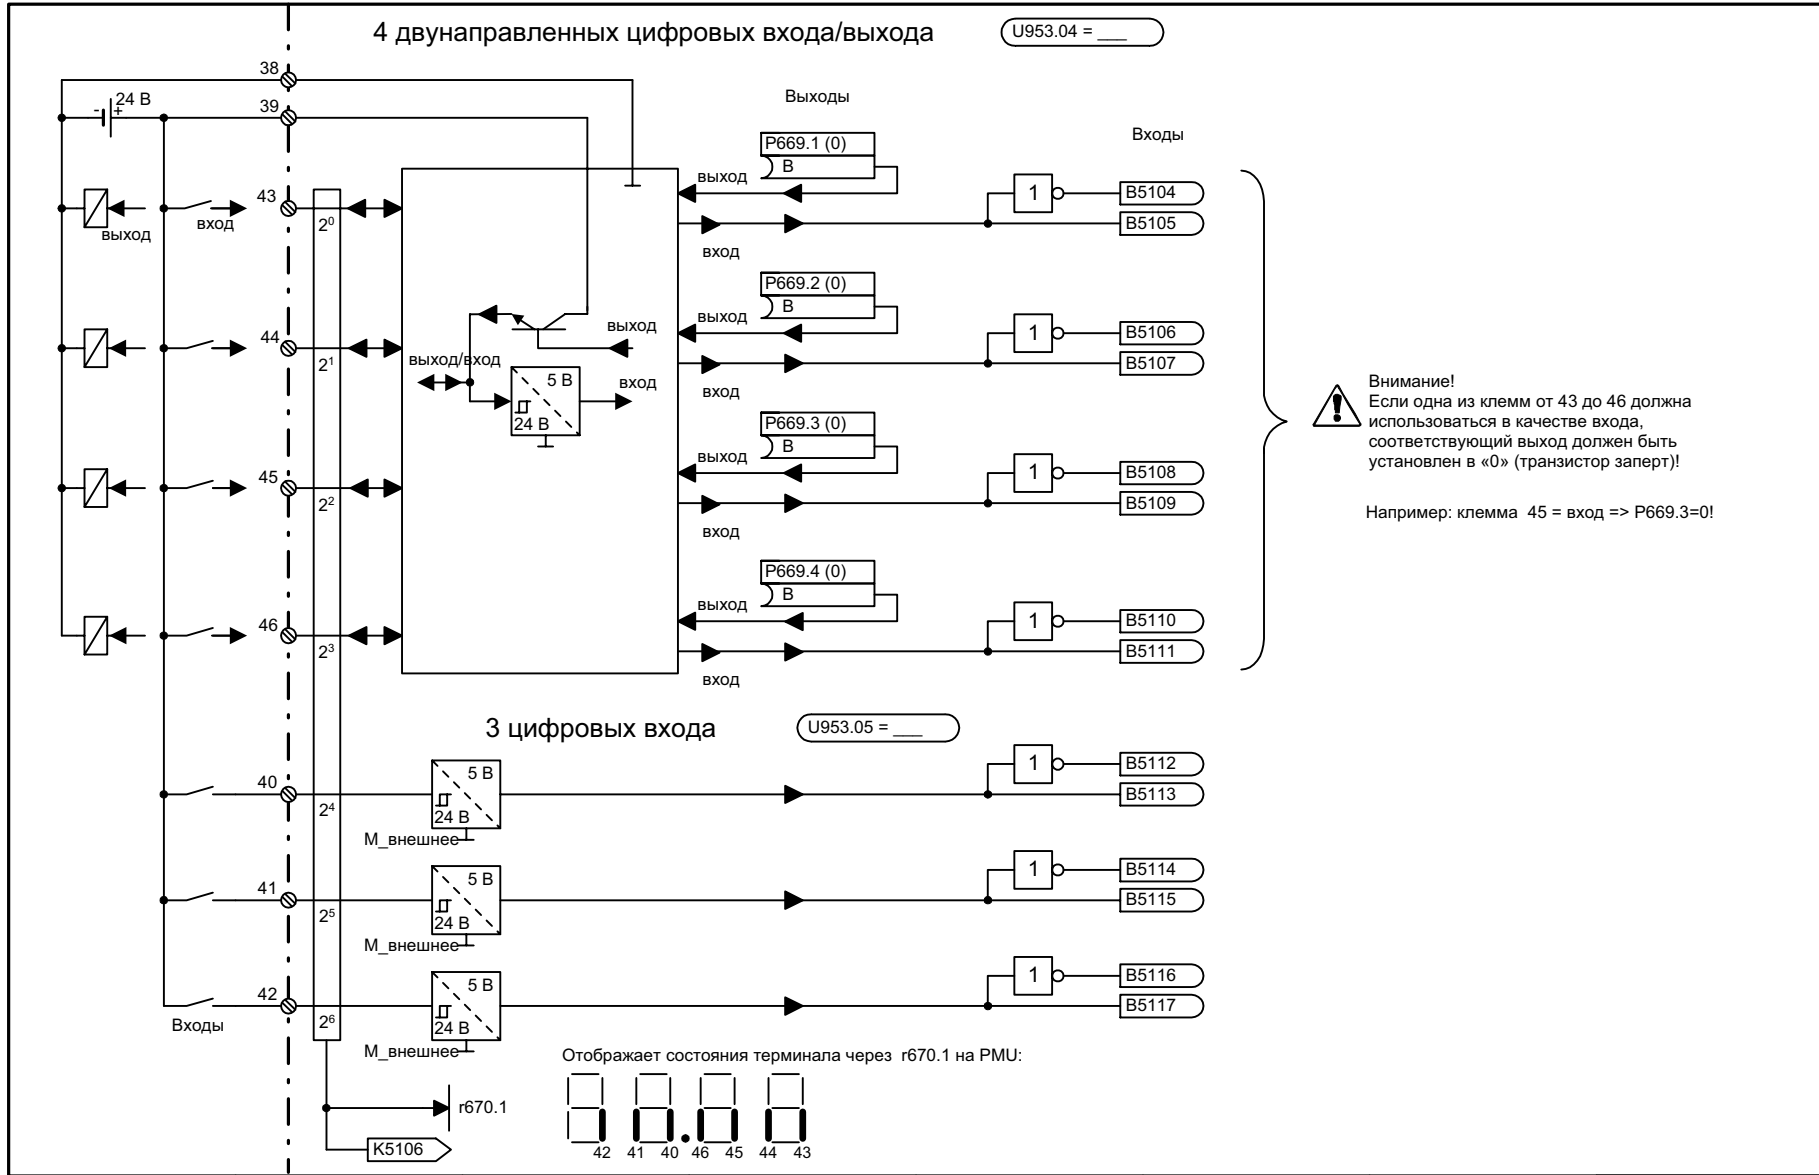 4 двунаправленных цифровых входа/выхода
U953.04 = ___
38
24 В
- +
39
Выходы
Входы
P669.1 (0)
B
выход
43
выход
вход
2⁰
1
B5104
B5105
вход
P669.2 (0)
B
выход
44
2¹
выход
выход/вход
5 В
24 В
вход
1
B5106
B5107
вход
Внимание!
Если одна из клемм от 43 до 46 должна
использоваться в качестве входа,
соответствующий выход должен быть
установлен в «0» (транзистор заперт)!
Например: клемма 45 = вход => P669.3=0!
P669.3 (0)
B
выход
45
2²
1
B5108
B5109
вход
P669.4 (0)
B
выход
46
2³
1
B5110
B5111
вход
3 цифровых входа
U953.05 = ___
40
2⁴
5 В
24 В
М_внешнее
1
B5112
B5113
41
2⁵
5 В
24 В
М_внешнее
1
B5114
B5115
42
Входы
2⁶
5 В
24 В
М_внешнее
1
B5116
B5117
Отображает состояния терминала через r670.1 на PMU:
r670.1
K5106
42 41 40 46 45 44 43